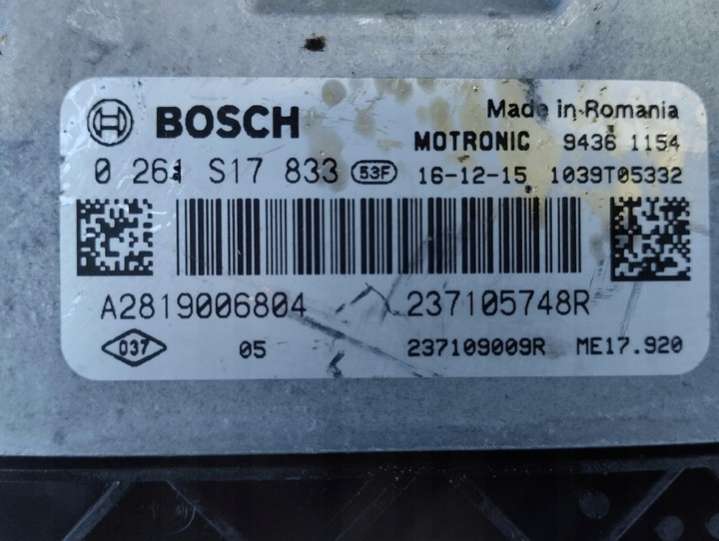 BOSCH Made in Romania
MOTRONIC 9436 1154
0 261 S17 833 53F 16-12-15 1039T05332
A2819006804 237105748R
037 05 237109009R ME17.920